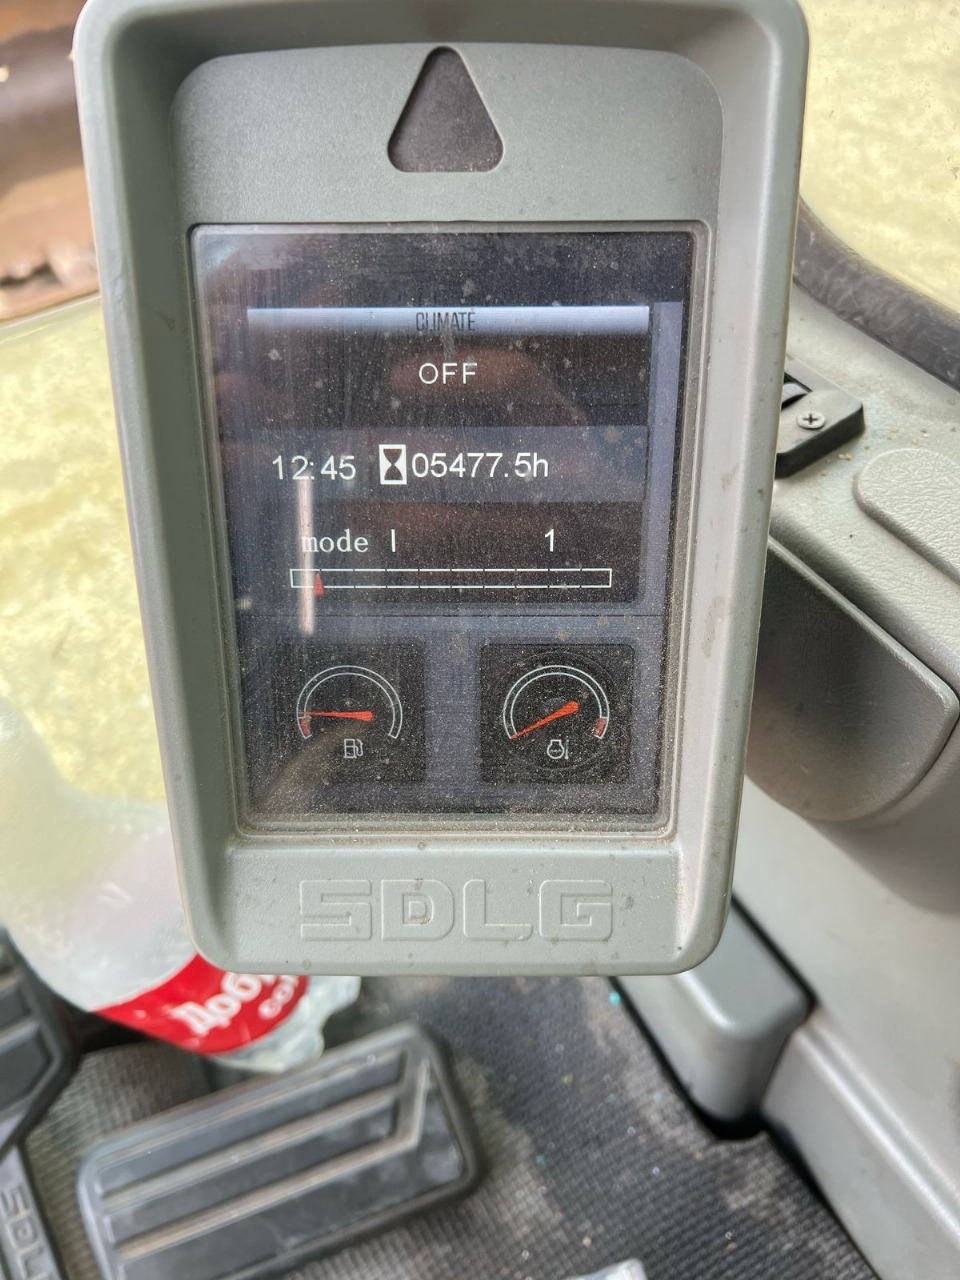 CLIMATE
OFF
12:45 05477.5h
mode I 1
SDLG